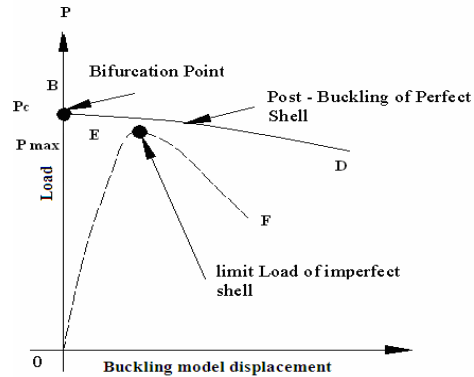 P
B
Bifurcation Point
Pc
Post - Buckling of Perfect
Shell
P max
E
D
Load
F
limit Load of imperfect
shell
0
Buckling model displacement